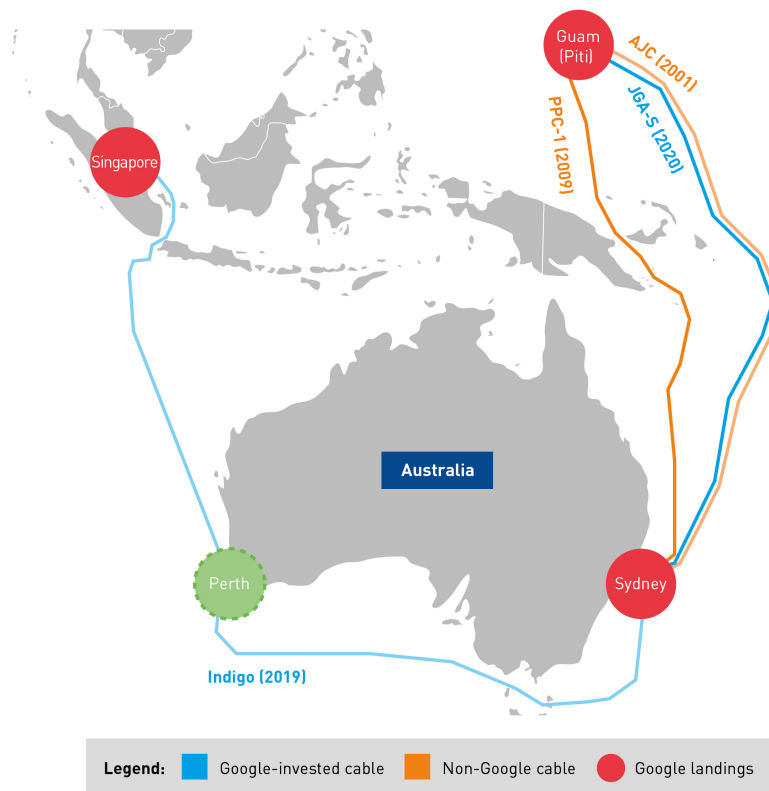 Guam
(Piti)
AJC (2001)
JGA-S (2020)
PPC-1 (2009)
Singapore
Australia
Perth
Sydney
Indigo (2019)
Legend:
Google-invested cable
Non-Google cable
Google landings